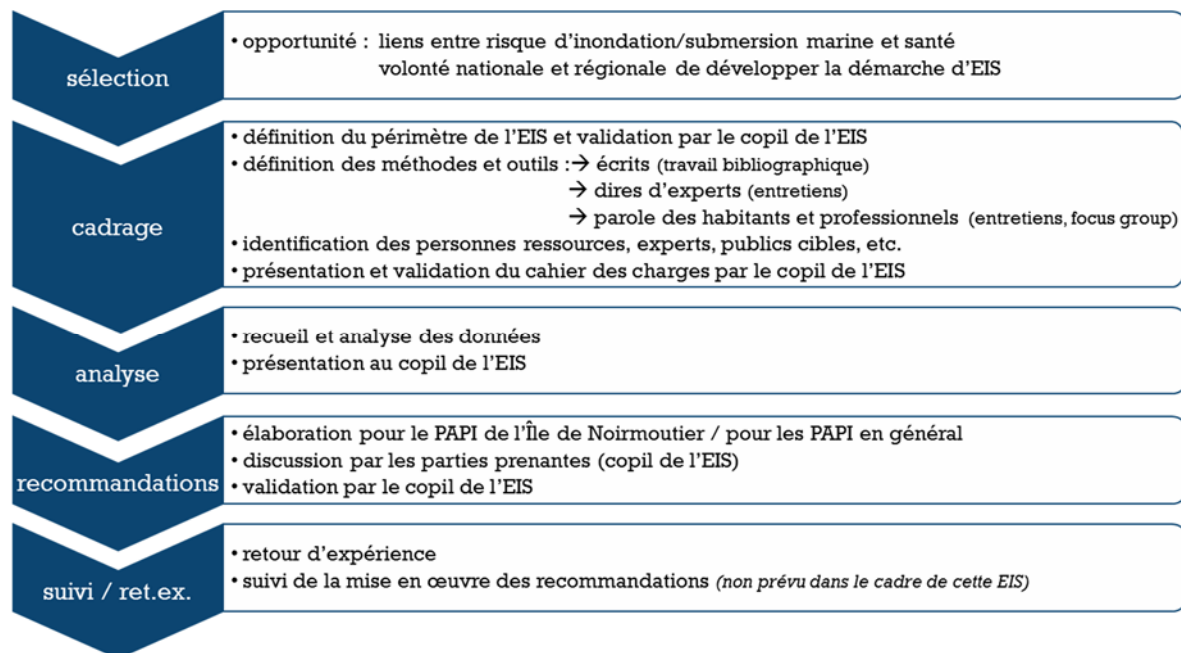 sélection
• opportunité : liens entre risque d'inondation/submersion marine et santé
volonté nationale et régionale de développer la démarche d'EIS
cadrage
• définition du périmètre de l'EIS et validation par le copil de l'EIS
• définition des méthodes et outils :→ écrits (travail bibliographique)
→ dires d'experts (entretiens)
→ parole des habitants et professionnels (entretiens, focus group)
• identification des personnes ressources, experts, publics cibles, etc.
• présentation et validation du cahier des charges par le copil de l'EIS
analyse
• recueil et analyse des données
• présentation au copil de l'EIS
recommandations
• élaboration pour le PAPI de l'Île de Noirmoutier / pour les PAPI en général
• discussion par les parties prenantes (copil de l'EIS)
• validation par le copil de l'EIS
suivi / ret.ex.
• retour d'expérience
• suivi de la mise en œuvre des recommandations (non prévu dans le cadre de cette EIS)